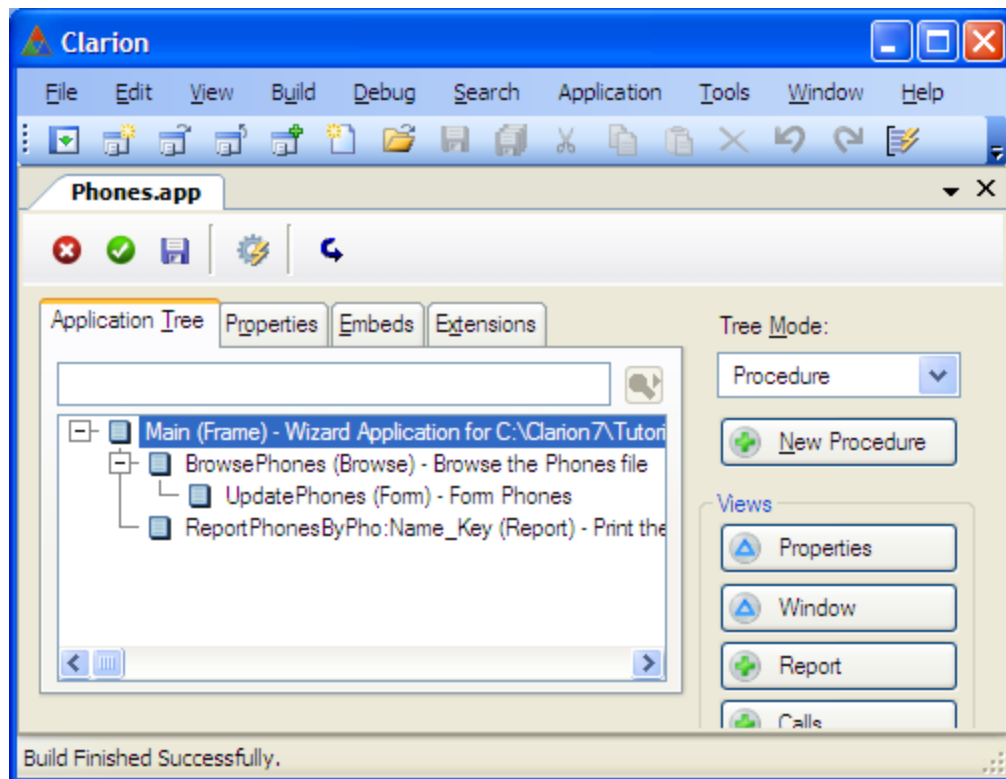 Clarion
File Edit View Build Debug Search Application Tools Window Help
Phones.app
Application Tree Properties Embeds Extensions
Tree Mode:
Procedure
Main (Frame) - Wizard Application for C:\Clarion7\Tutori
BrowsePhones (Browse) - Browse the Phones file
UpdatePhones (Form) - Form Phones
ReportPhonesByPho:Name_Key (Report) - Print the
New Procedure
Views
Properties
Window
Report
Calls
Build Finished Successfully.